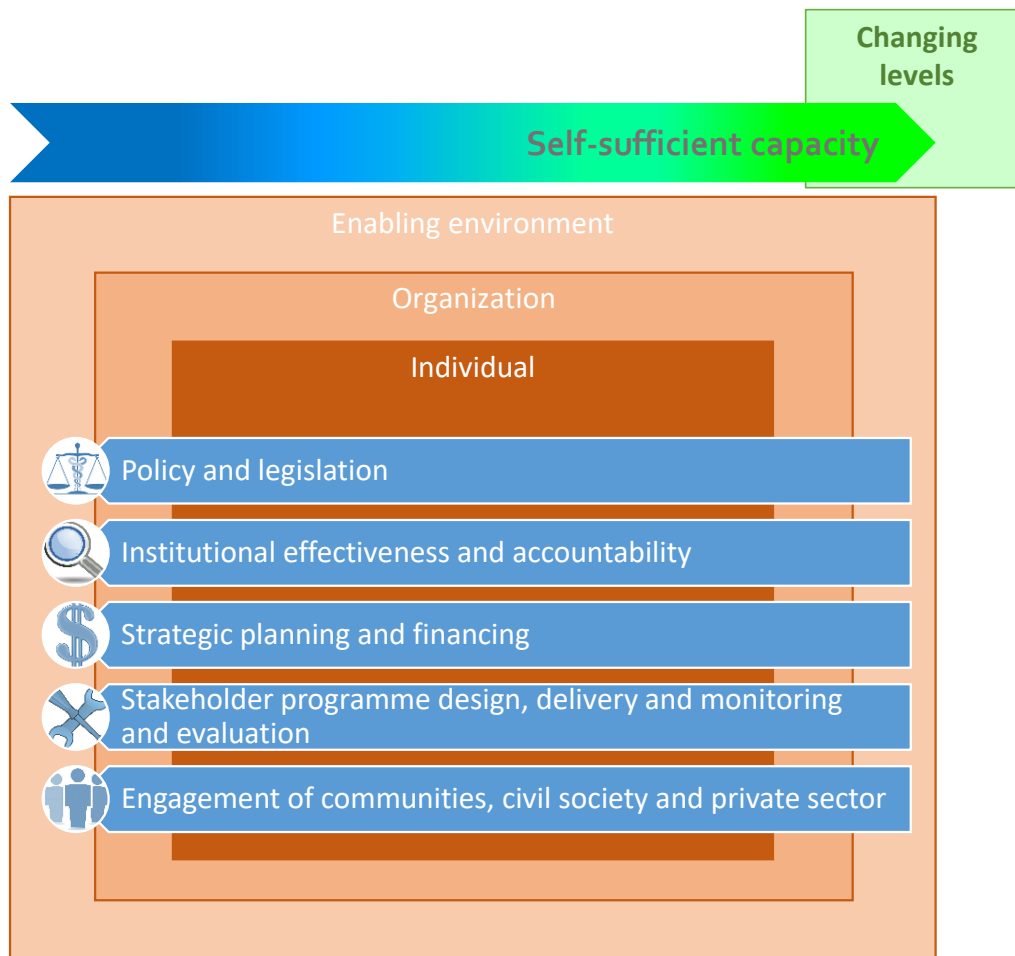 Changing
levels
Self-sufficient capacity
Enabling environment
Organization
Individual
Policy and legislation
Institutional effectiveness and accountability
Strategic planning and financing
Stakeholder programme design, delivery and monitoring
and evaluation
Engagement of communities, civil society and private sector